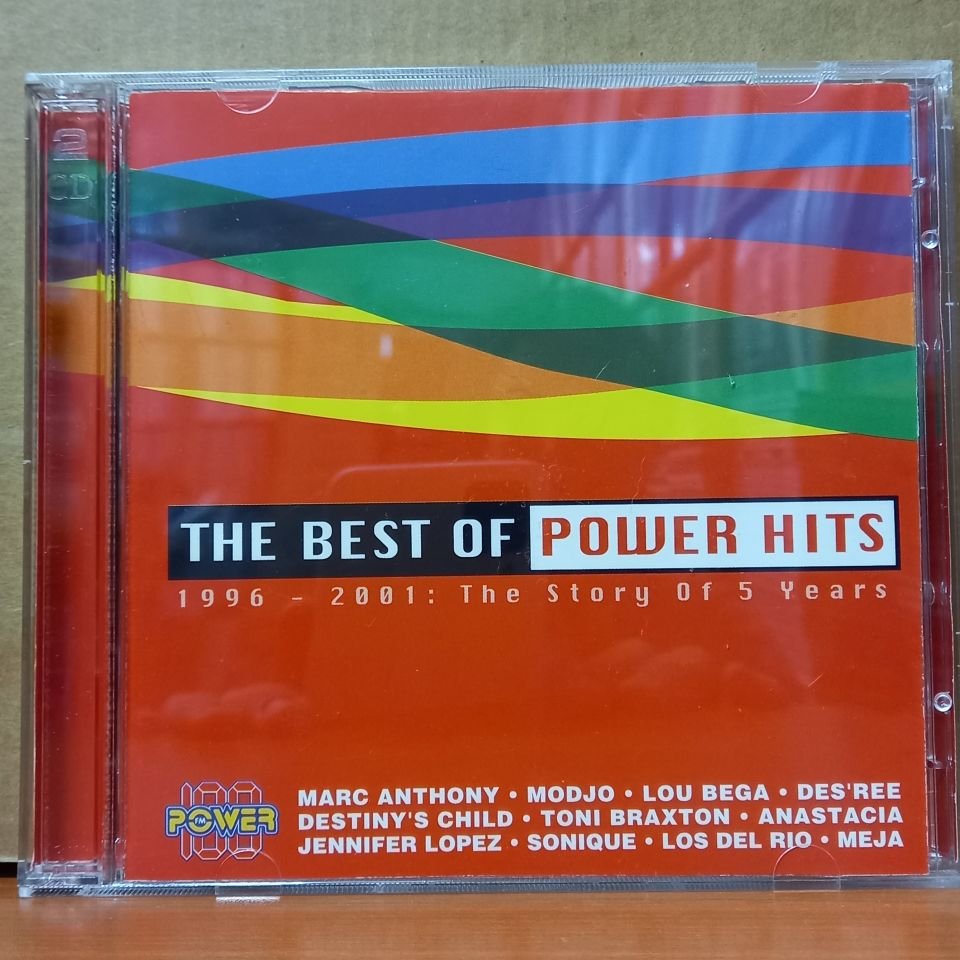 2
CD
THE BEST OF POWER HITS
1996 - 2001: The Story Of 5 Years
100
POWER
FM
MARC ANTHONY • MODJO • LOU BEGA • DES'REE
DESTINY'S CHILD • TONI BRAXTON • ANASTACIA
JENNIFER LOPEZ • SONIQUE • LOS DEL RIO • MEJA